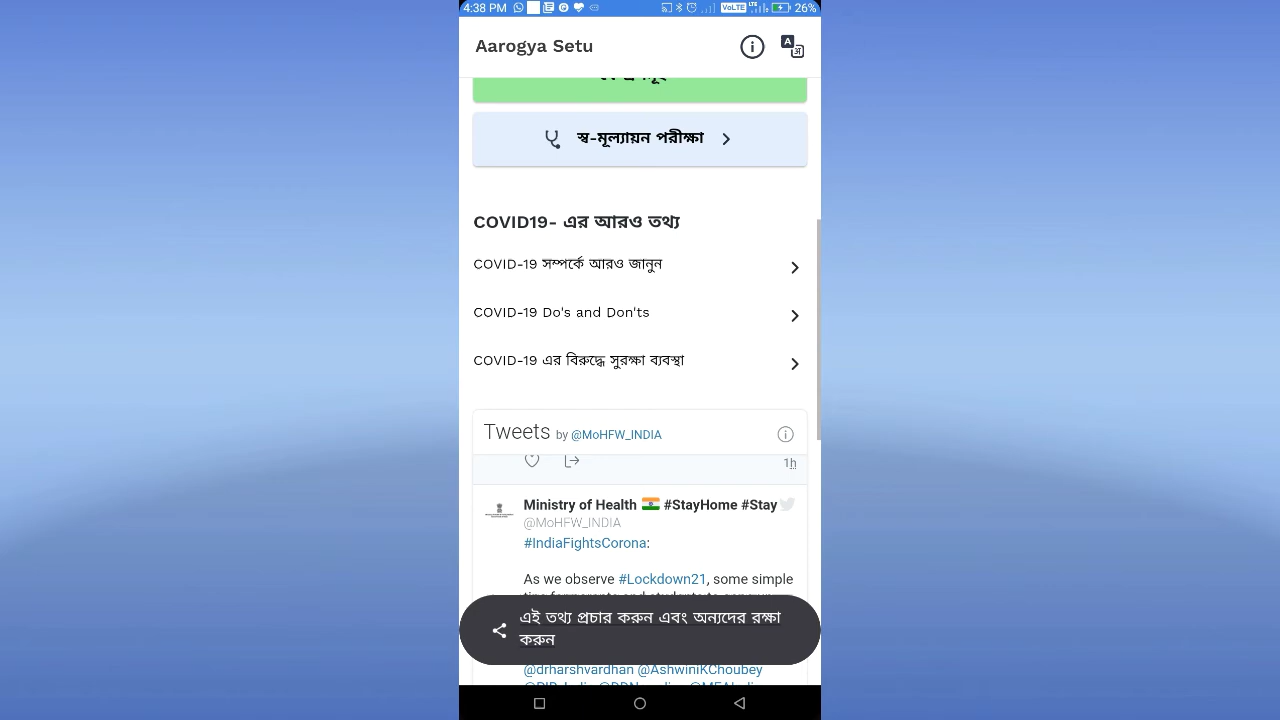 4:38 PM VoLTE LTE 26%
Aarogya Setu
স্ব-মূল্যায়ন পরীক্ষা
COVID19- এর আরও তথ্য
COVID-19 সম্পর্কে আরও জানুন
COVID-19 Do's and Don'ts
COVID-19 এর বিরুদ্ধে সুরক্ষা ব্যবস্থা
Tweets by @MoHFW_INDIA
1h
Ministry of Health 🇮🇳 #StayHome #Stay
@MoHFW_INDIA
#IndiaFightsCorona:
As we observe #Lockdown21, some simple
এই তথ্য প্রচার করুন এবং অন্যদের রক্ষা
করুন
@drharshvardhan @AshwiniKChoubey